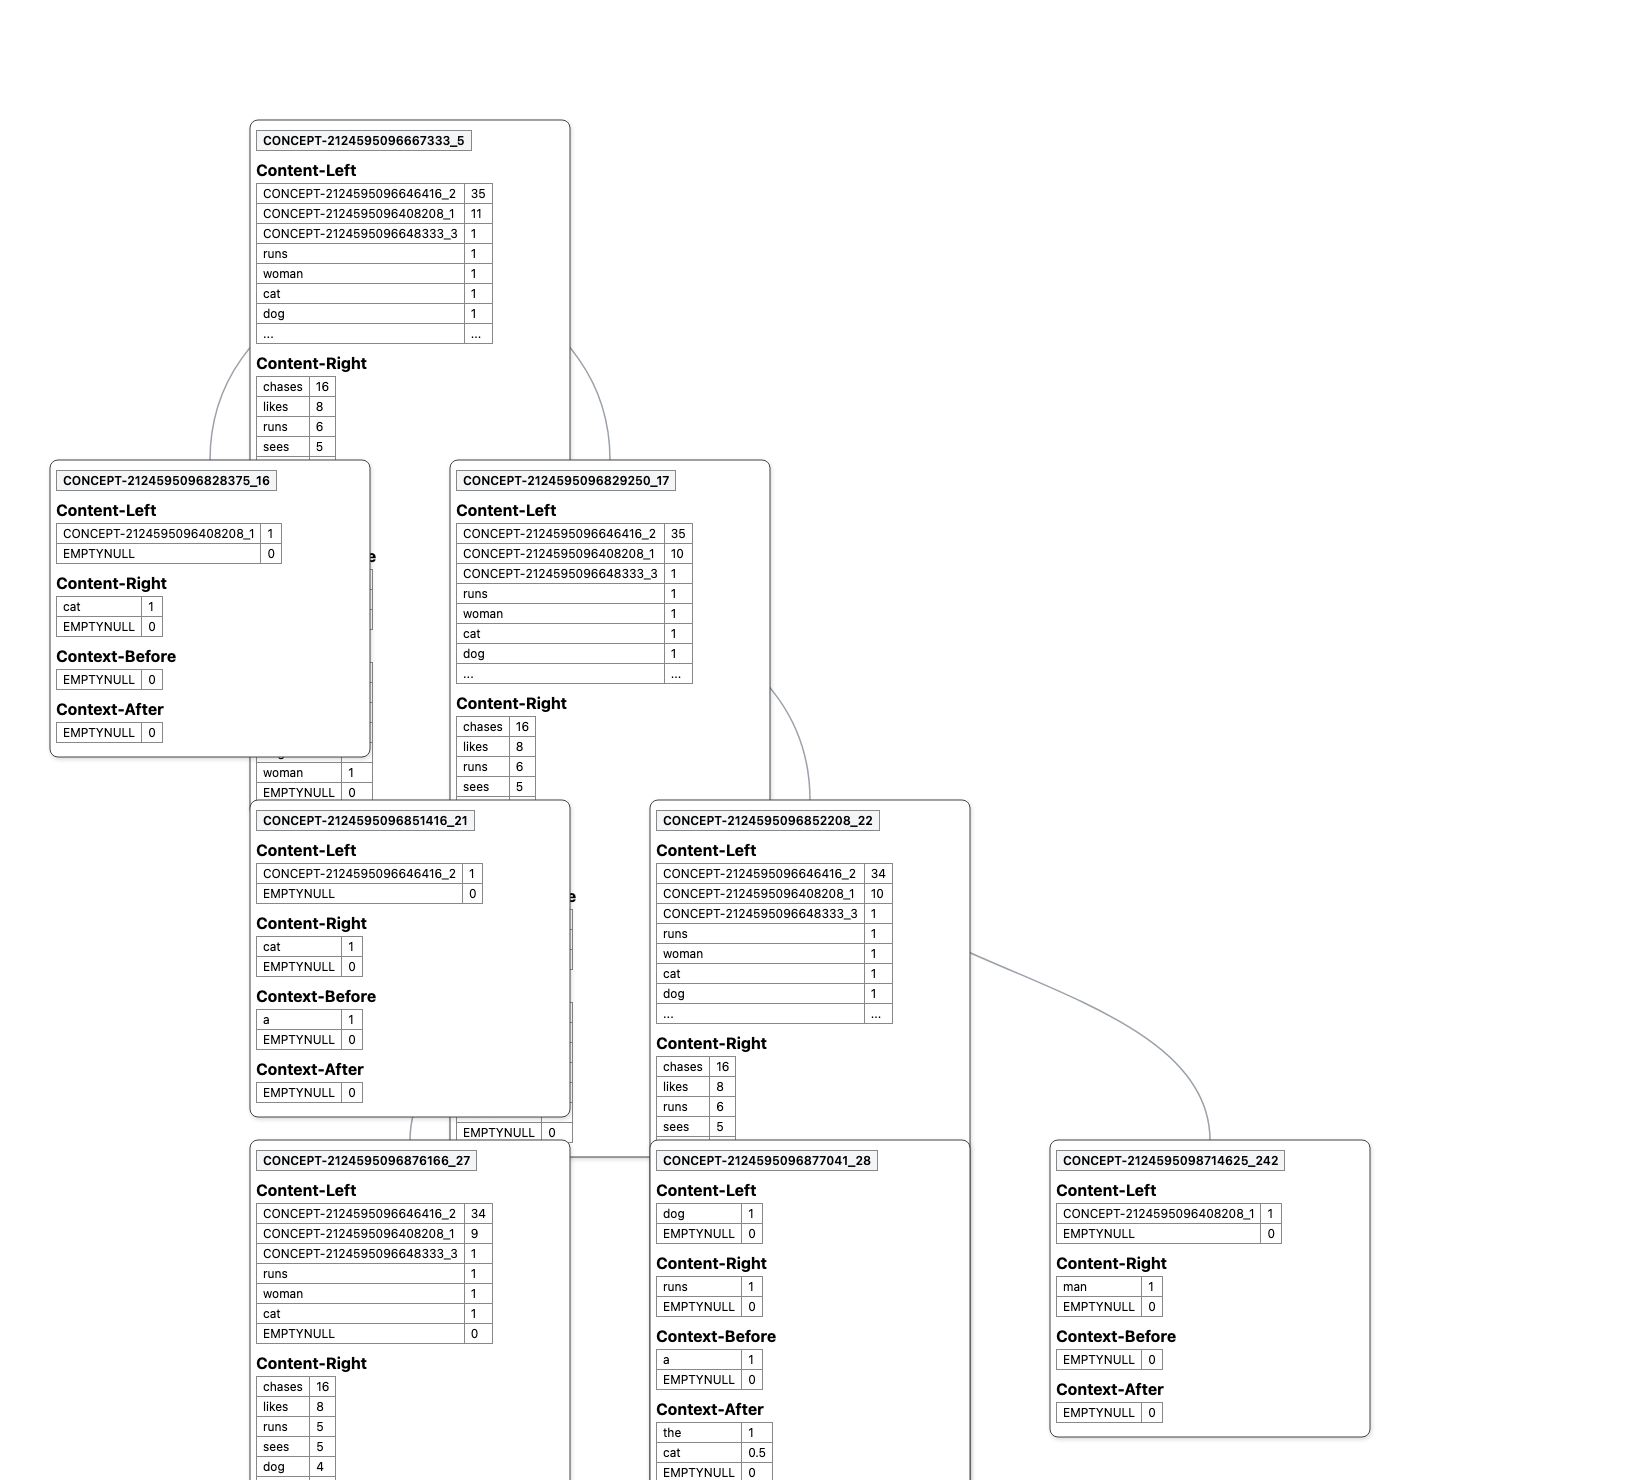 CONCEPT-2124595096667333_5
Content-Left
CONCEPT-2124595096646416_2 35
CONCEPT-2124595096408208_1 11
CONCEPT-2124595096648333_3 1
runs 1
woman 1
cat 1
dog 1
... ...
Content-Right
chases 16
likes 8
runs 6
sees 5
woman 1
EMPTYNULL 0
CONCEPT-2124595096828375_16
Content-Left
CONCEPT-2124595096408208_1 1
EMPTYNULL 0
Content-Right
cat 1
EMPTYNULL 0
Context-Before
EMPTYNULL 0
Context-After
EMPTYNULL 0
CONCEPT-2124595096829250_17
Content-Left
CONCEPT-2124595096646416_2 35
CONCEPT-2124595096408208_1 10
CONCEPT-2124595096648333_3 1
runs 1
woman 1
cat 1
dog 1
... ...
Content-Right
chases 16
likes 8
runs 6
sees 5
EMPTYNULL 0
CONCEPT-2124595096851416_21
Content-Left
CONCEPT-2124595096646416_2 1
EMPTYNULL 0
Content-Right
cat 1
EMPTYNULL 0
Context-Before
a 1
EMPTYNULL 0
Context-After
EMPTYNULL 0
CONCEPT-2124595096852208_22
Content-Left
CONCEPT-2124595096646416_2 34
CONCEPT-2124595096408208_1 10
CONCEPT-2124595096648333_3 1
runs 1
woman 1
cat 1
dog 1
... ...
Content-Right
chases 16
likes 8
runs 6
sees 5
CONCEPT-2124595096876166_27
Content-Left
CONCEPT-2124595096646416_2 34
CONCEPT-2124595096408208_1 9
CONCEPT-2124595096648333_3 1
runs 1
woman 1
cat 1
EMPTYNULL 0
Content-Right
chases 16
likes 8
runs 5
sees 5
dog 4
CONCEPT-2124595096877041_28
Content-Left
dog 1
EMPTYNULL 0
Content-Right
runs 1
EMPTYNULL 0
Context-Before
a 1
EMPTYNULL 0
Context-After
the 1
cat 0.5
EMPTYNULL 0
CONCEPT-2124595098714625_242
Content-Left
CONCEPT-2124595096408208_1 1
EMPTYNULL 0
Content-Right
man 1
EMPTYNULL 0
Context-Before
EMPTYNULL 0
Context-After
EMPTYNULL 0